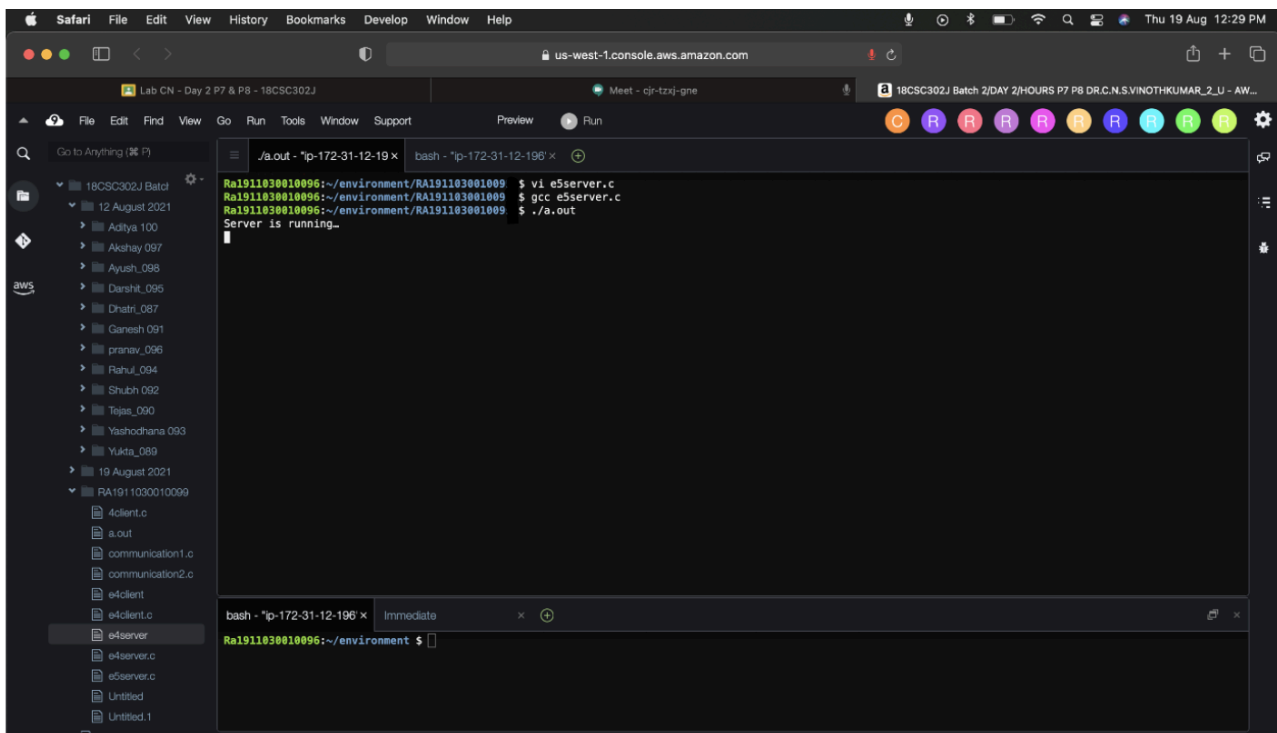 Safari File Edit View History Bookmarks Develop Window Help Thu 19 Aug 12:29 PM
us-west-1.console.aws.amazon.com
Lab CN - Day 2 P7 & P8 - 18CSC302J Meet - cjr-tzxj-gne a 18CSC302J Batch 2/DAY 2/HOURS P7 P8 DR.C.N.S.VINOTHKUMAR_2_U - AW...
9 File Edit Find View Go Run Tools Window Support Preview Run C R R R R R R R R R
Go to Anything (⌘ P) ./a.out - "ip-172-31-12-19 × bash - "ip-172-31-12-196' ×
18CSC302J Batch
12 August 2021
Aditya 100
Akshay 097
Ayush_098
Darshit_095
Dhatri_087
Ganesh 091
pranav_096
Rahul_094
Shubh 092
Tejas_090
Yashodhana 093
Yukta_089
19 August 2021
RA1911030010099
4client.c
a.out
communication1.c
communication2.c
e4client
e4client.c
e4server
e4server.c
e5server.c
Untitled
Untitled.1
aws
Ra1911030010096:~/environment/RA191103001009 $ vi e5server.c
Ra1911030010096:~/environment/RA191103001009 $ gcc e5server.c
Ra1911030010096:~/environment/RA191103001009 $ ./a.out
Server is running…
bash - "ip-172-31-12-196' × Immediate ×
Ra1911030010096:~/environment $